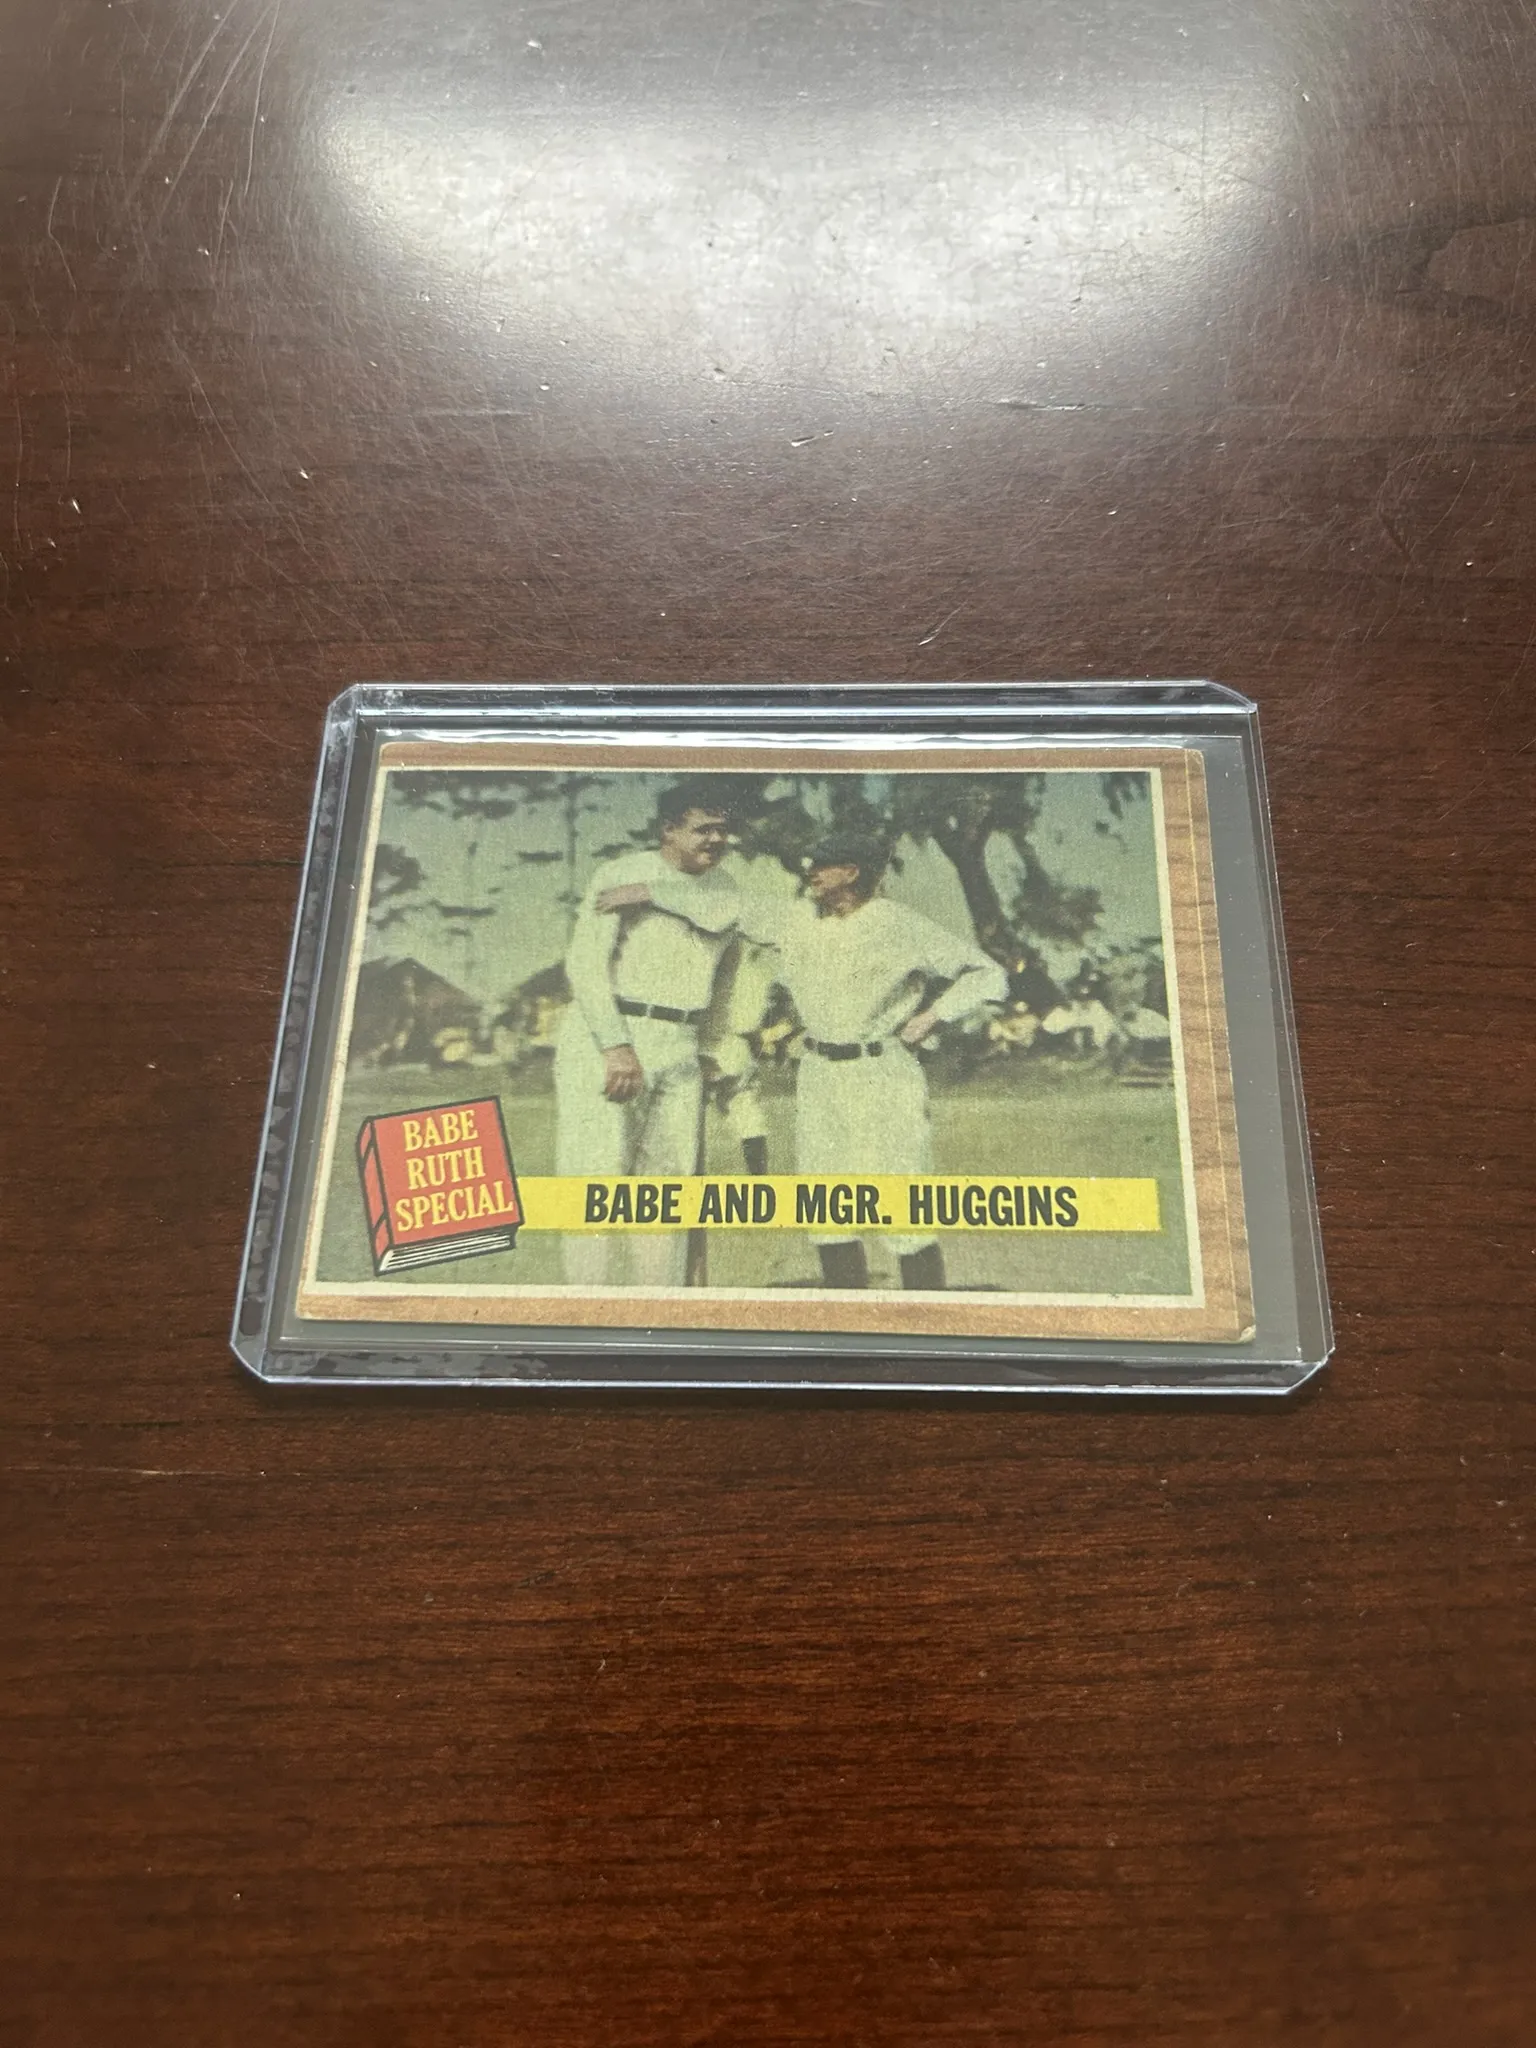 BABE
RUTH
SPECIAL
BABE AND MGR. HUGGINS